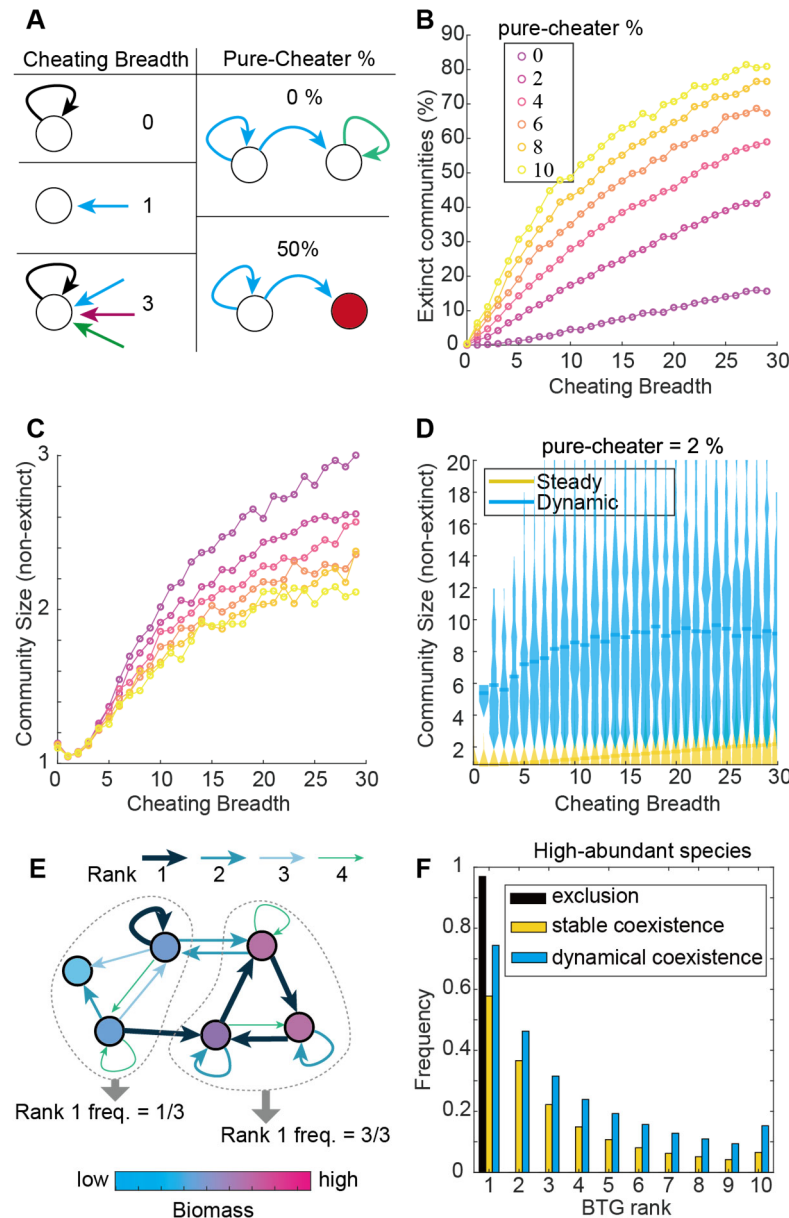 A
Cheating Breadth
Pure-Cheater %
0
0 %
1
3
50%
B
pure-cheater %
0
2
4
6
8
10
Extinct communities (%)
90
80
70
60
50
40
30
20
10
0
0 5 10 15 20 25 30
Cheating Breadth
C
Community Size (non-extinct)
3
2
1
0 5 10 15 20 25 30
Cheating Breadth
D
pure-cheater = 2 %
Steady
Dynamic
Community Size (non-extinct)
20
18
16
14
12
10
8
6
4
2
0 5 10 15 20 25 30
Cheating Breadth
E
Rank 1 2 3 4
Rank 1 freq. = 1/3
Rank 1 freq. = 3/3
low high
Biomass
F
High-abundant species
exclusion
stable coexistence
dynamical coexistence
Frequency
1
0.8
0.6
0.4
0.2
0
1 2 3 4 5 6 7 8 9 10
BTG rank